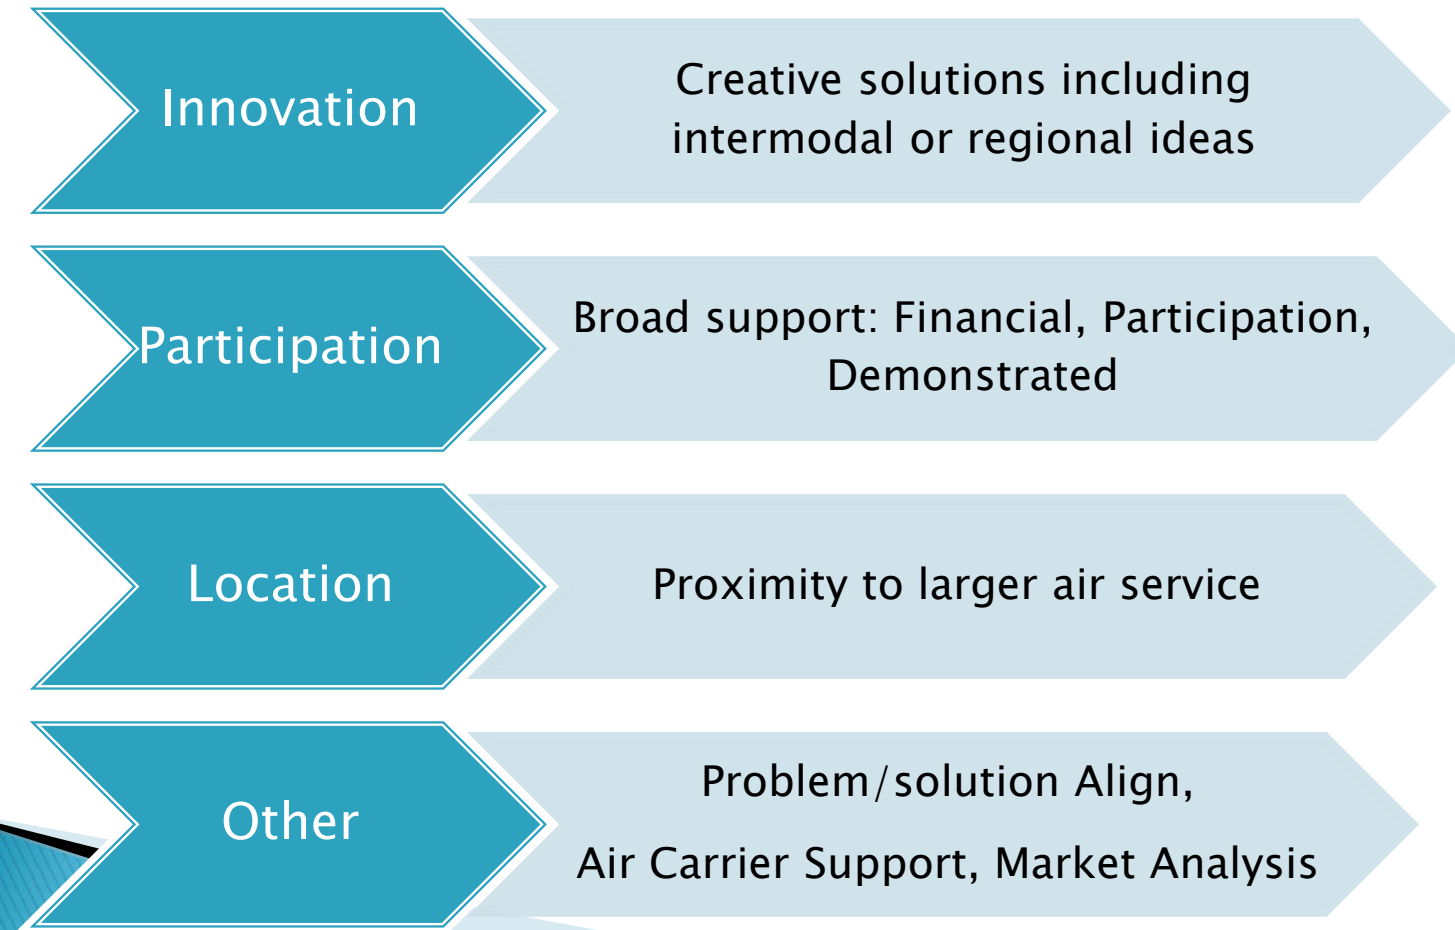 Innovation
Creative solutions including
intermodal or regional ideas
Participation
Broad support: Financial, Participation,
Demonstrated
Location
Proximity to larger air service
Other
Problem/solution Align,
Air Carrier Support, Market Analysis